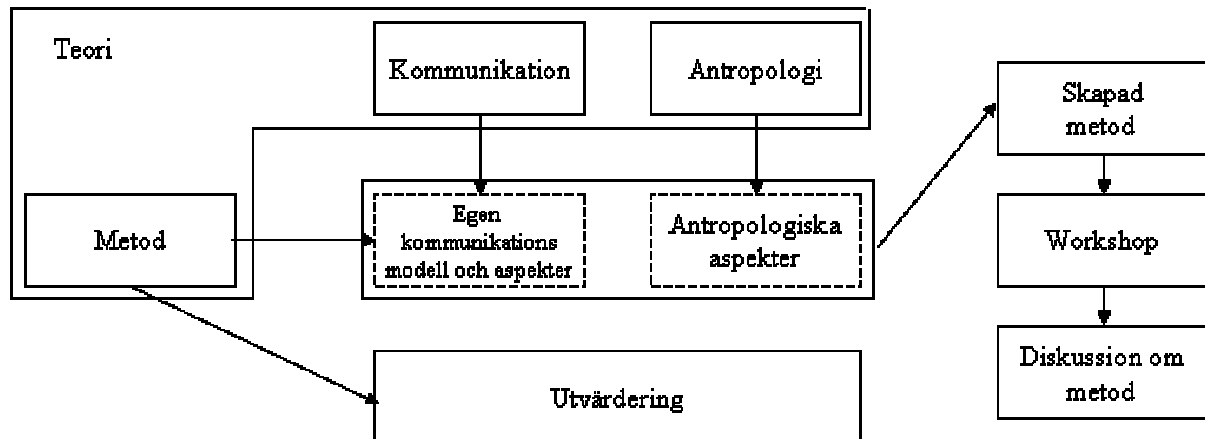 Teori
Kommunikation
Antropologi
Skapad
metod
Metod
Egen
kommunikations
modell och aspekter
Antropologiska
aspekter
Workshop
Utvärdering
Diskussion om
metod